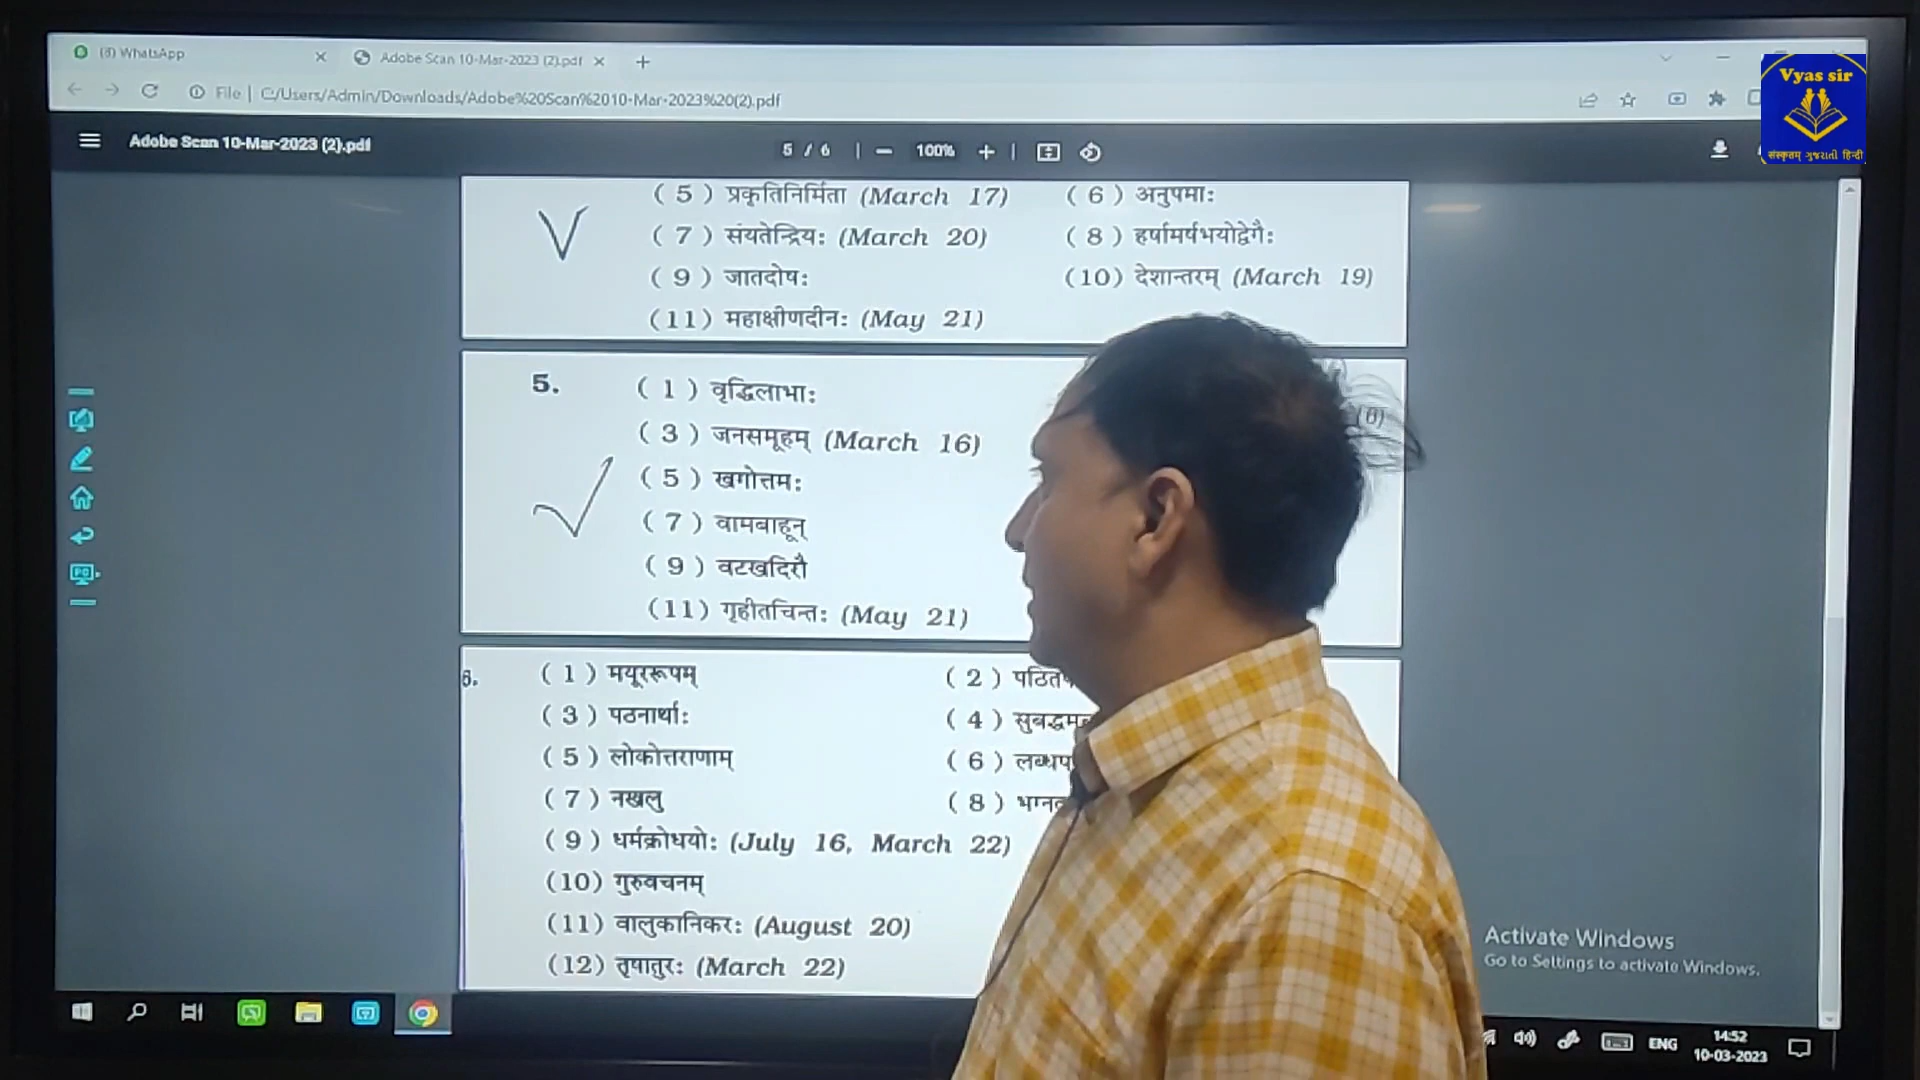 (8) WhatsApp
Adobe Scan 10-Mar-2023 (2).pdf
File | C:/Users/Admin/Downloads/Adobe%20Scan%2010-Mar-2023%20(2).pdf
Vyas sir
संस्कृतम् ગુજરાતી हिन्दी
Adobe Scan 10-Mar-2023 (2).pdf
5 / 6 | 100% |
( 5 ) प्रकृतिनिर्मिता (March 17) ( 6 ) अनुपमाः
( 7 ) संयतेन्द्रियः (March 20) ( 8 ) हर्षामर्षभयोद्वेगैः
( 9 ) जातदोषः (10) देशान्तरम् (March 19)
(11) महाक्षीणदीनः (May 21)
5. ( 1 ) वृद्धिलाभाः
( 3 ) जनसमूहम् (March 16)
( 5 ) खगोत्तमः
( 7 ) वामबाहून्
( 9 ) वटखदिरौ
(11) गृहीतचिन्तः (May 21)
6. ( 1 ) मयूररूपम् ( 2 )
( 3 ) पठनार्थाः ( 4 )
( 5 ) लोकोत्तराणाम् ( 6 )
( 7 ) नखलु ( 8 )
( 9 ) धर्मक्रोधयोः (July 16, March 22)
(10) गुरुवचनम्
(11) वालुकानिकरः (August 20)
(12) तृषातुरः (March 22)
Activate Windows
Go to Settings to activate Windows.
ENG
14:52
10-03-2023